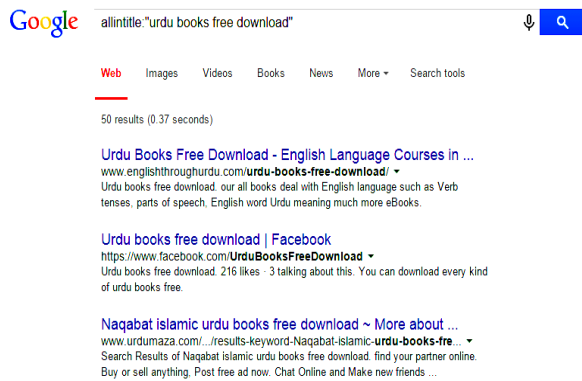 Google
allintitle:"urdu books free download"
Web Images Videos Books News More Search tools
50 results (0.37 seconds)
Urdu Books Free Download - English Language Courses in ...
www.englishthroughurdu.com/urdu-books-free-download/
Urdu books free download. our all books deal with English language such as Verb
tenses, parts of speech, English word Urdu meaning much more eBooks.
Urdu books free download | Facebook
https://www.facebook.com/UrduBooksFreeDownload
Urdu books free download. 216 likes · 3 talking about this. You can download every kind
of urdu books free.
Naqabat islamic urdu books free download ~ More about ...
www.urdumaza.com/.../results-keyword-Naqabat-islamic-urdu-books-fre...
Search Results of Naqabat islamic urdu books free download. find your partner online.
Buy or sell anything, Post free ad now. Chat Online and Make new friends ...